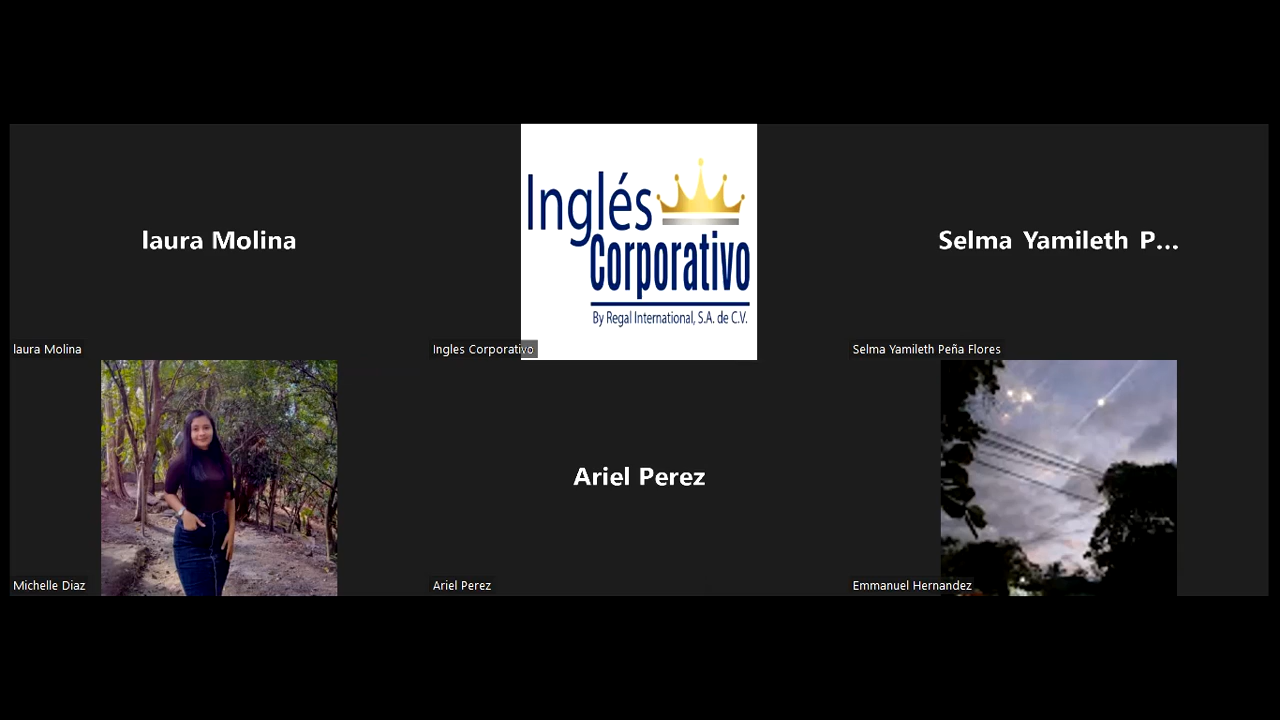 laura Molina
Inglés
Corporativo
By Regal International, S.A. de C.V.
Selma Yamileth P...
laura Molina
Ingles Corporativo
Selma Yamileth Peña Flores
Ariel Perez
Michelle Diaz
Ariel Perez
Emmanuel Hernandez